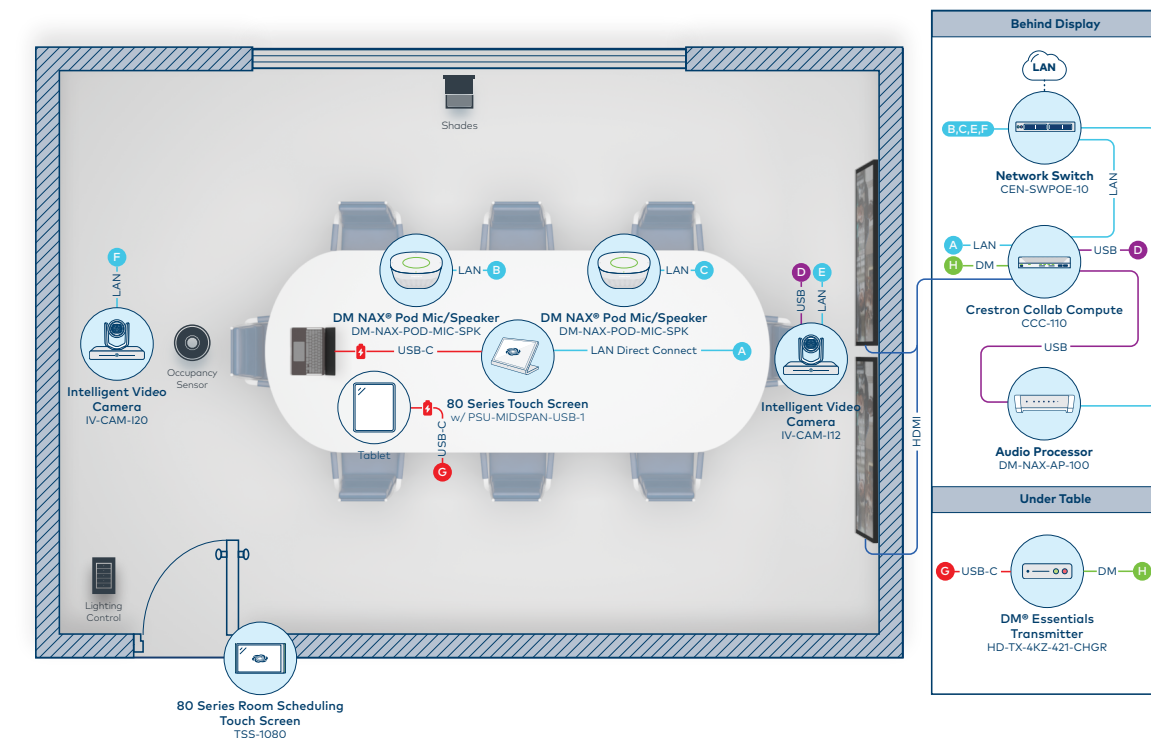 Behind Display
LAN
B,C,E,F
Network Switch
CEN-SWPOE-10
LAN
A
LAN
H
DM
USB
D
Crestron Collab Compute
CCC-110
USB
Audio Processor
DM-NAX-AP-100
Under Table
G
USB-C
DM
H
DM® Essentials
Transmitter
HD-TX-4KZ-421-CHGR
Shades
F
LAN
Intelligent Video
Camera
IV-CAM-I20
Occupancy
Sensor
LAN
B
DM NAX® Pod Mic/Speaker
DM-NAX-POD-MIC-SPK
LAN
C
DM NAX® Pod Mic/Speaker
DM-NAX-POD-MIC-SPK
USB-C
LAN Direct Connect
A
80 Series Touch Screen
w/ PSU-MIDSPAN-USB-1
Tablet
USB-C
G
D
USB
E
LAN
Intelligent Video
Camera
IV-CAM-I12
HDMI
Lighting
Control
80 Series Room Scheduling
Touch Screen
TSS-1080